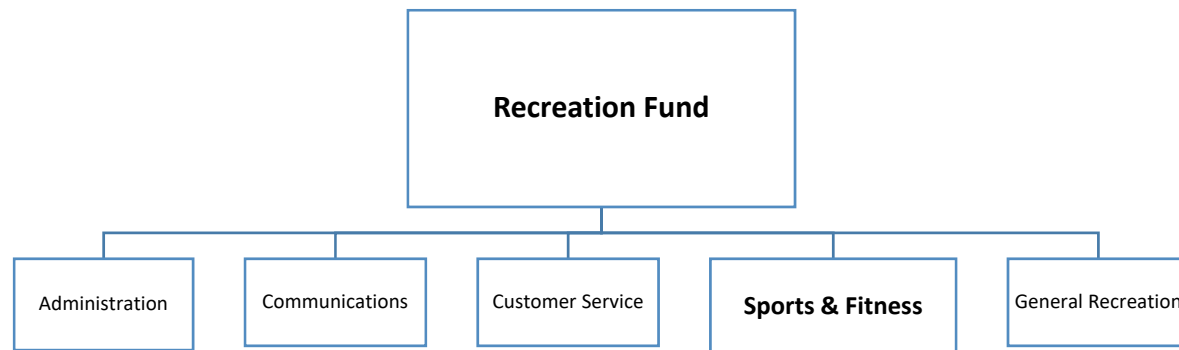 Recreation Fund
Administration
Communications
Customer Service
Sports & Fitness
General Recreation